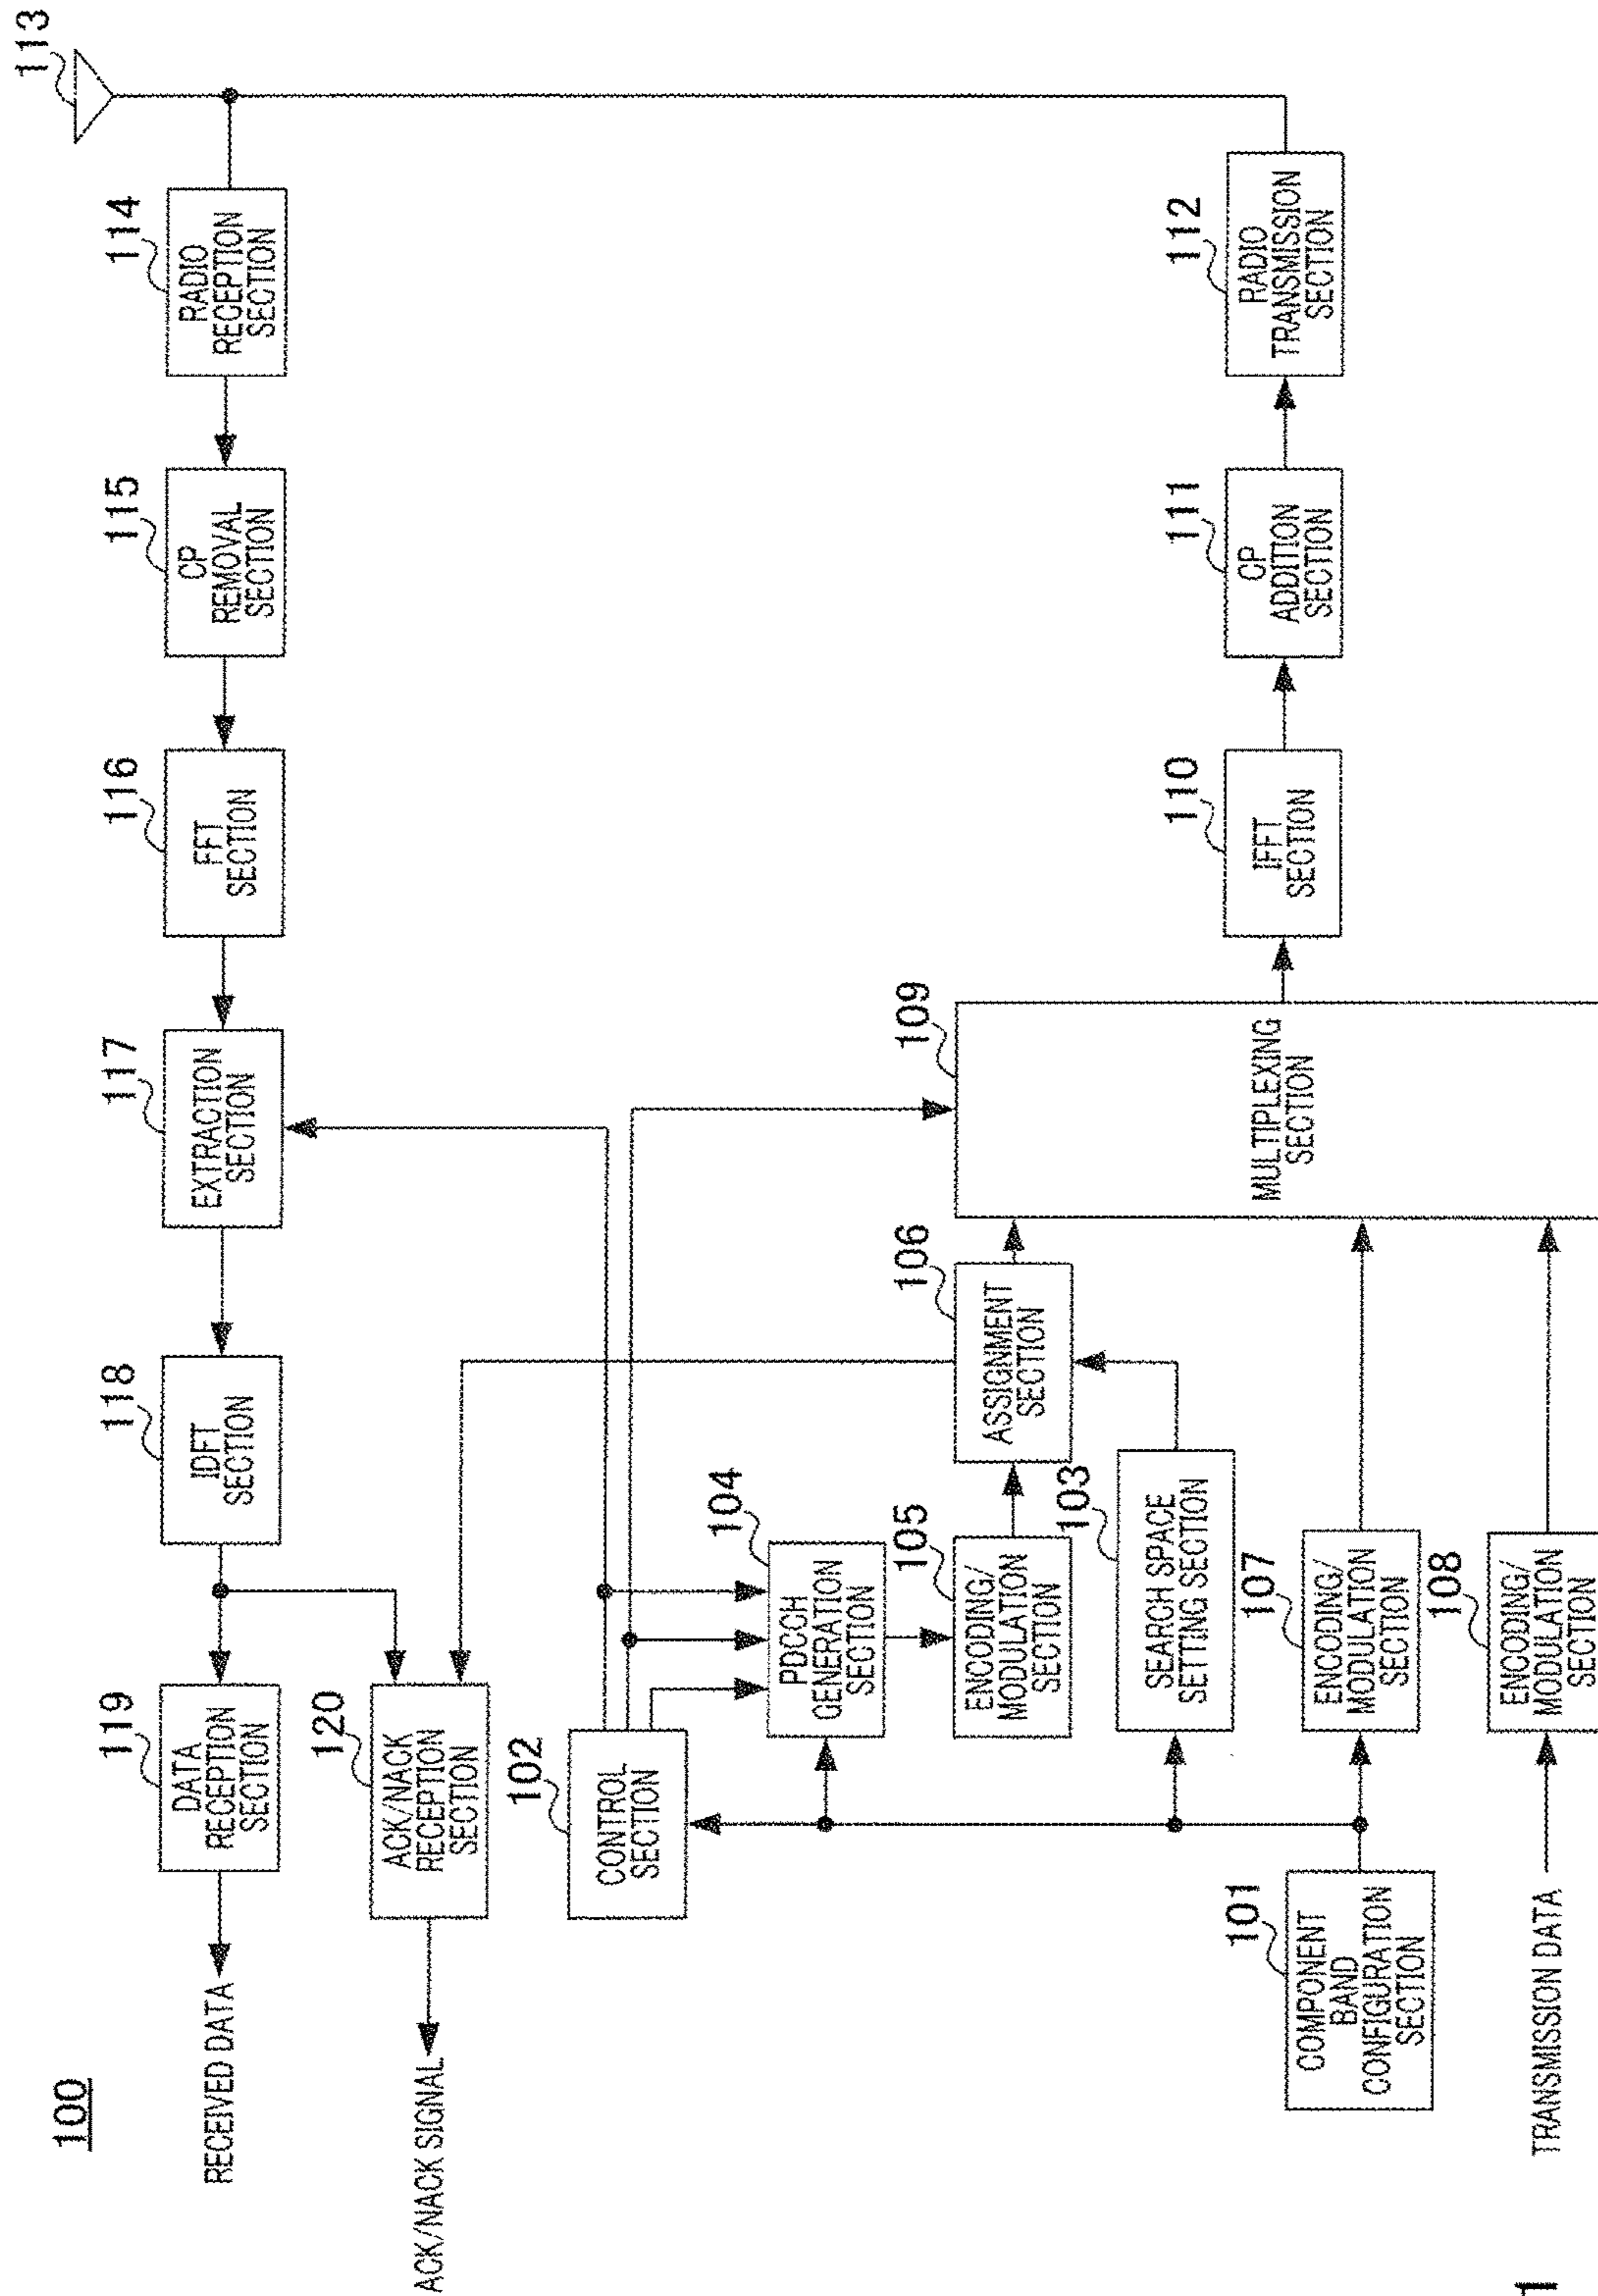 100
RECEIVED DATA
119
DATA
RECEPTION
SECTION
118
IDFT
SECTION
117
EXTRACTION
SECTION
116
FFT
SECTION
115
CP
REMOVAL
SECTION
114
RADIO
RECEPTION
SECTION
113
ACK/NACK SIGNAL
120
ACK/NACK
RECEPTION
SECTION
102
CONTROL
SECTION
104
PDCCH
GENERATION
SECTION
105
ENCODING/
MODULATION
SECTION
106
ASSIGNMENT
SECTION
109
MULTIPLEXING
SECTION
103
SEARCH SPACE
SETTING SECTION
101
COMPONENT
BAND
CONFIGURATION
SECTION
107
ENCODING/
MODULATION
SECTION
110
IFFT
SECTION
111
CP
ADDITION
SECTION
112
RADIO
TRANSMISSION
SECTION
TRANSMISSION DATA
108
ENCODING/
MODULATION
SECTION
1